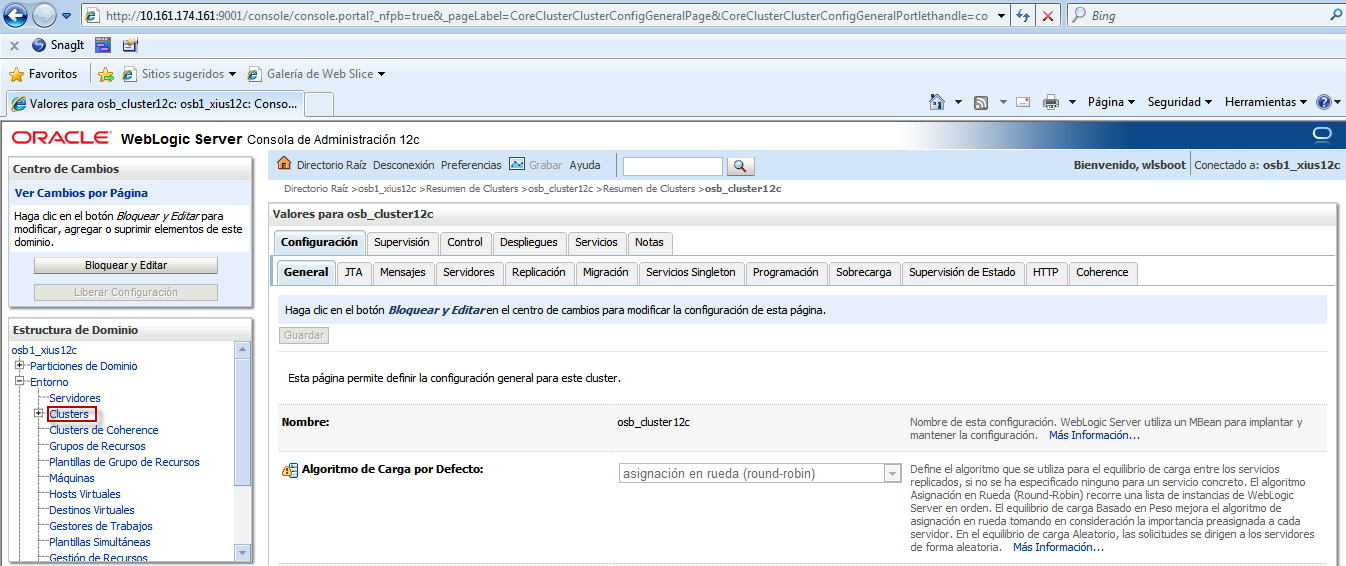 http://10.161.174.161:9001/console/console.portal?_nfpb=true&_pageLabel=CoreClusterClusterConfigGeneralPage&CoreClusterClusterConfigGeneralPortlethandle=co
Bing
x SnagIt
Favoritos Sitios sugeridos Galería de Web Slice
Valores para osb_cluster12c: osb1_xius12c: Conso...
Página Seguridad Herramientas
ORACLE WebLogic Server Consola de Administración 12c
Centro de Cambios
Ver Cambios por Página
Haga clic en el botón Bloquear y Editar para
modificar, agregar o suprimir elementos de este
dominio.
Bloquear y Editar
Liberar Configuración
Estructura de Dominio
osb1_xius12c
Particiones de Dominio
Entorno
Servidores
Clusters
Clusters de Coherence
Grupos de Recursos
Plantillas de Grupo de Recursos
Máquinas
Hosts Virtuales
Destinos Virtuales
Gestores de Trabajos
Plantillas Simultáneas
Gestión de Recursos
Directorio Raíz Desconexión Preferencias Grabar Ayuda
Bienvenido, wlsboot Conectado a: osb1_xius12c
Directorio Raíz >osb1_xius12c >Resumen de Clusters >osb_cluster12c >Resumen de Clusters >osb_cluster12c
Valores para osb_cluster12c
Configuración Supervisión Control Despliegues Servicios Notas
General JTA Mensajes Servidores Replicación Migración Servicios Singleton Programación Sobrecarga Supervisión de Estado HTTP Coherence
Haga clic en el botón Bloquear y Editar en el centro de cambios para modificar la configuración de esta página.
Guardar
Esta página permite definir la configuración general para este cluster.
Nombre:
osb_cluster12c
Nombre de esta configuración. WebLogic Server utiliza un MBean para implantar y
mantener la configuración. Más Información...
Algoritmo de Carga por Defecto:
asignación en rueda (round-robin)
Define el algoritmo que se utiliza para el equilibrio de carga entre los servicios
replicados, si no se ha especificado ninguno para un servicio concreto. El algoritmo
Asignación en Rueda (Round-Robin) recorre una lista de instancias de WebLogic
Server en orden. El equilibrio de carga Basado en Peso mejora el algoritmo de
asignación en rueda tomando en consideración la importancia preasignada a cada
servidor. En el equilibrio de carga Aleatorio, las solicitudes se dirigen a los servidores
de forma aleatoria. Más Información...